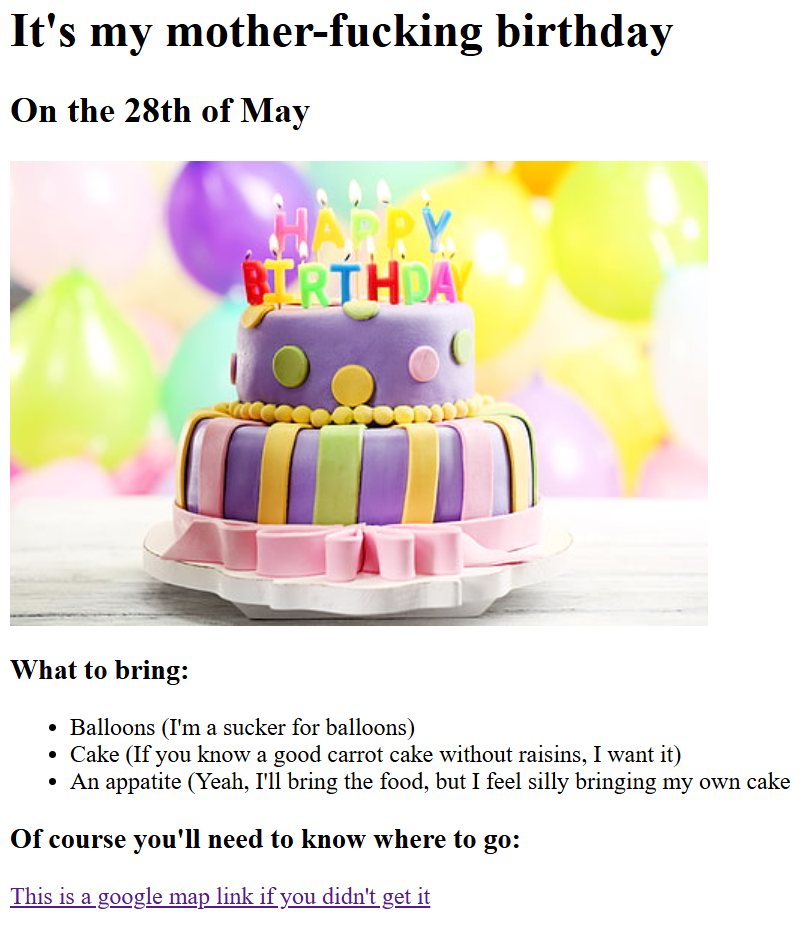 It's my mother-fucking birthday
On the 28th of May
HAPPY
BIRTHDAY
What to bring:
Balloons (I'm a sucker for balloons)
Cake (If you know a good carrot cake without raisins, I want it)
An appatite (Yeah, I'll bring the food, but I feel silly bringing my own cake
Of course you'll need to know where to go:
This is a google map link if you didn't get it